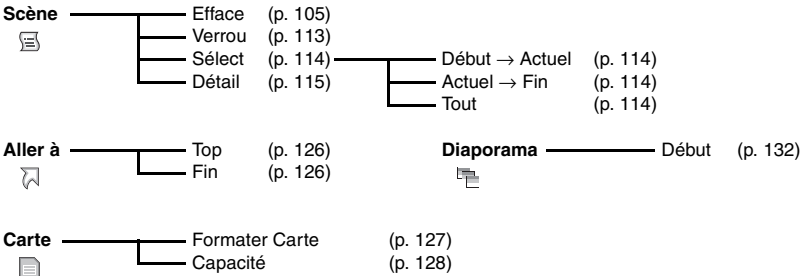 Scène Efface (p. 105)
Verrou (p. 113)
Sélect (p. 114) Début → Actuel (p. 114)
Détail (p. 115) Actuel → Fin (p. 114)
Tout (p. 114)
Aller à Top (p. 126) Diaporama Début (p. 132)
Fin (p. 126)
Carte Formater Carte (p. 127)
Capacité (p. 128)